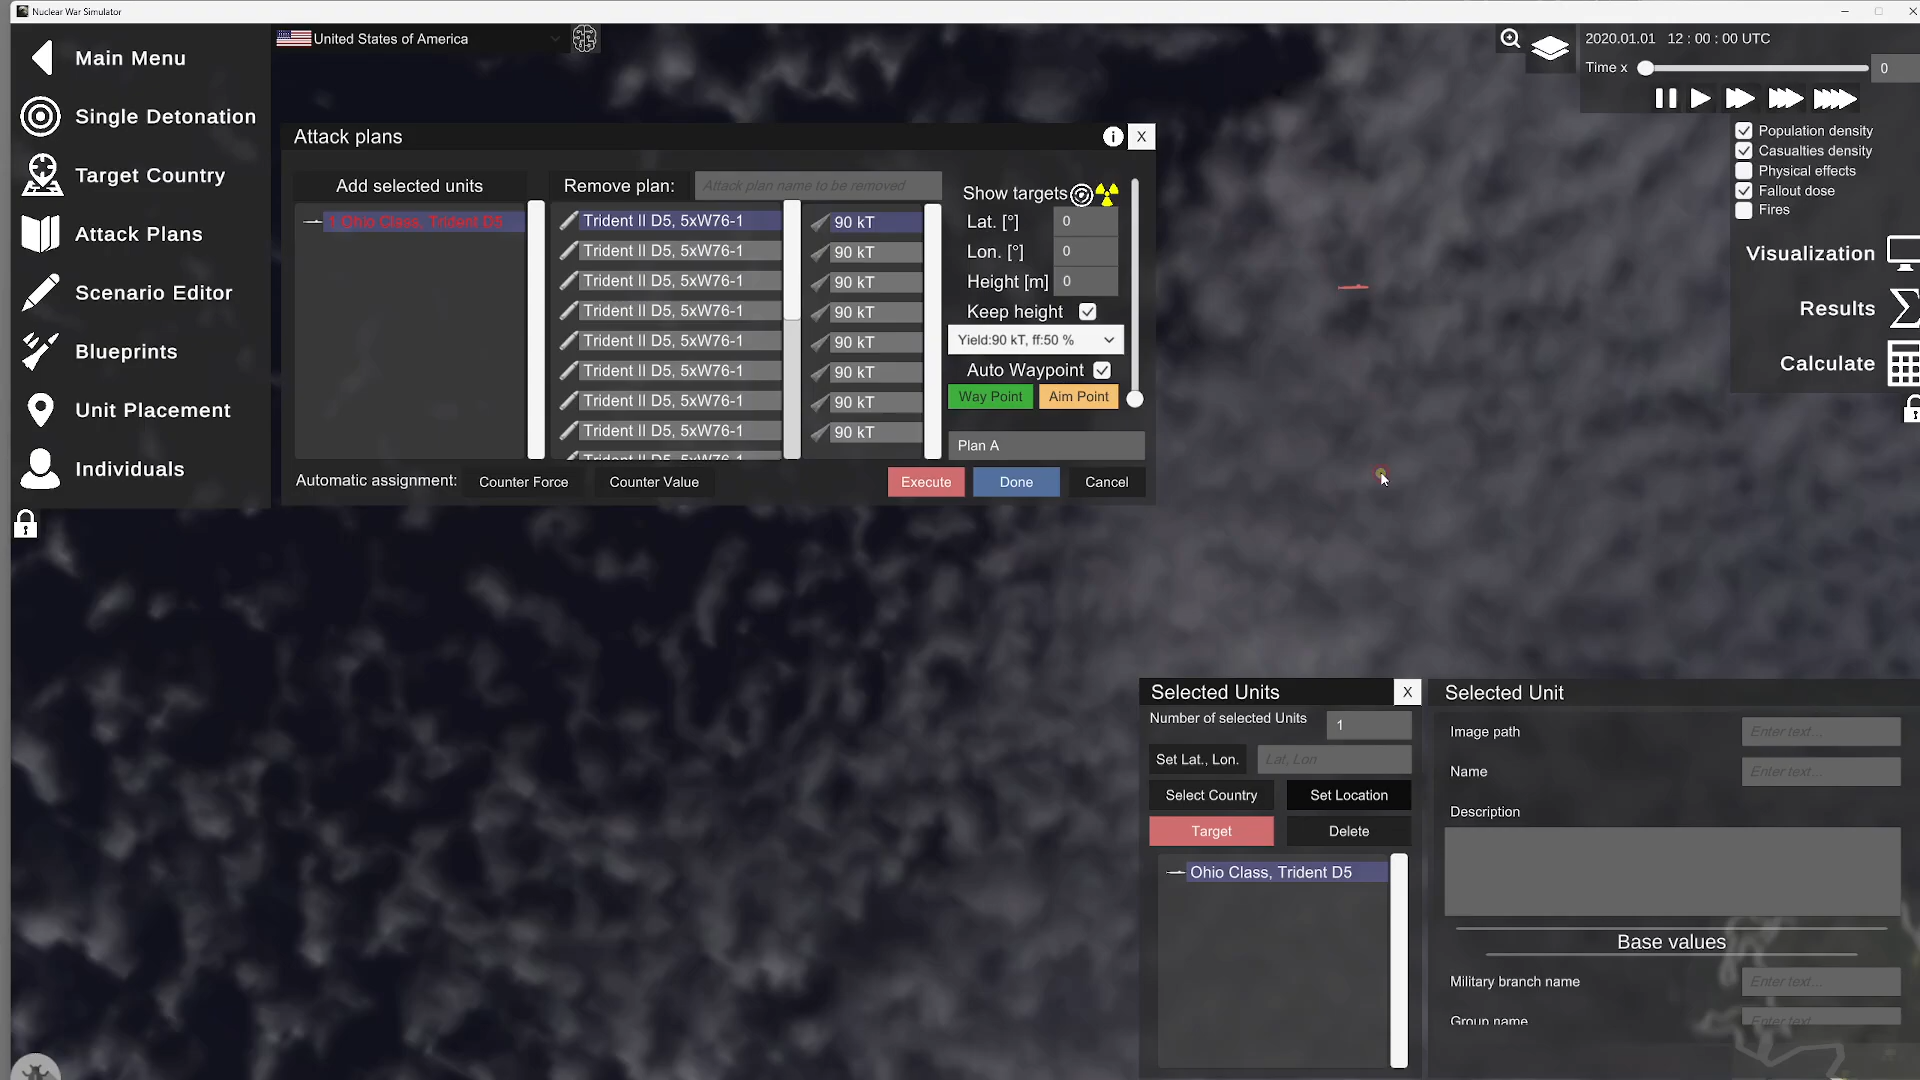 Nuclear War Simulator
Main Menu
Single Detonation
Target Country
Attack Plans
Scenario Editor
Blueprints
Unit Placement
Individuals
United States of America
2020.01.01 12 : 00 : 00 UTC
Time x
0
Population density
Casualties density
Physical effects
Fallout dose
Fires
Visualization
Results
Calculate
Attack plans
i
X
Add selected units
Remove plan:
Attack plan name to be removed
1 Ohio Class, Trident D5
Trident II D5, 5xW76-1
Trident II D5, 5xW76-1
Trident II D5, 5xW76-1
Trident II D5, 5xW76-1
Trident II D5, 5xW76-1
Trident II D5, 5xW76-1
Trident II D5, 5xW76-1
Trident II D5, 5xW76-1
Trident II D5, 5xW76-1
90 kT
90 kT
90 kT
90 kT
90 kT
90 kT
90 kT
90 kT
Show targets
Lat. [°]
0
Lon. [°]
0
Height [m]
0
Keep height
Yield:90 kT, ff:50 %
Auto Waypoint
Way Point
Aim Point
Plan A
Automatic assignment:
Counter Force
Counter Value
Execute
Done
Cancel
Selected Units
X
Number of selected Units
1
Set Lat., Lon.
Lat, Lon
Select Country
Set Location
Target
Delete
Ohio Class, Trident D5
Selected Unit
Image path
Enter text...
Name
Enter text...
Description
Base values
Military branch name
Enter text...
Group name
Enter text...